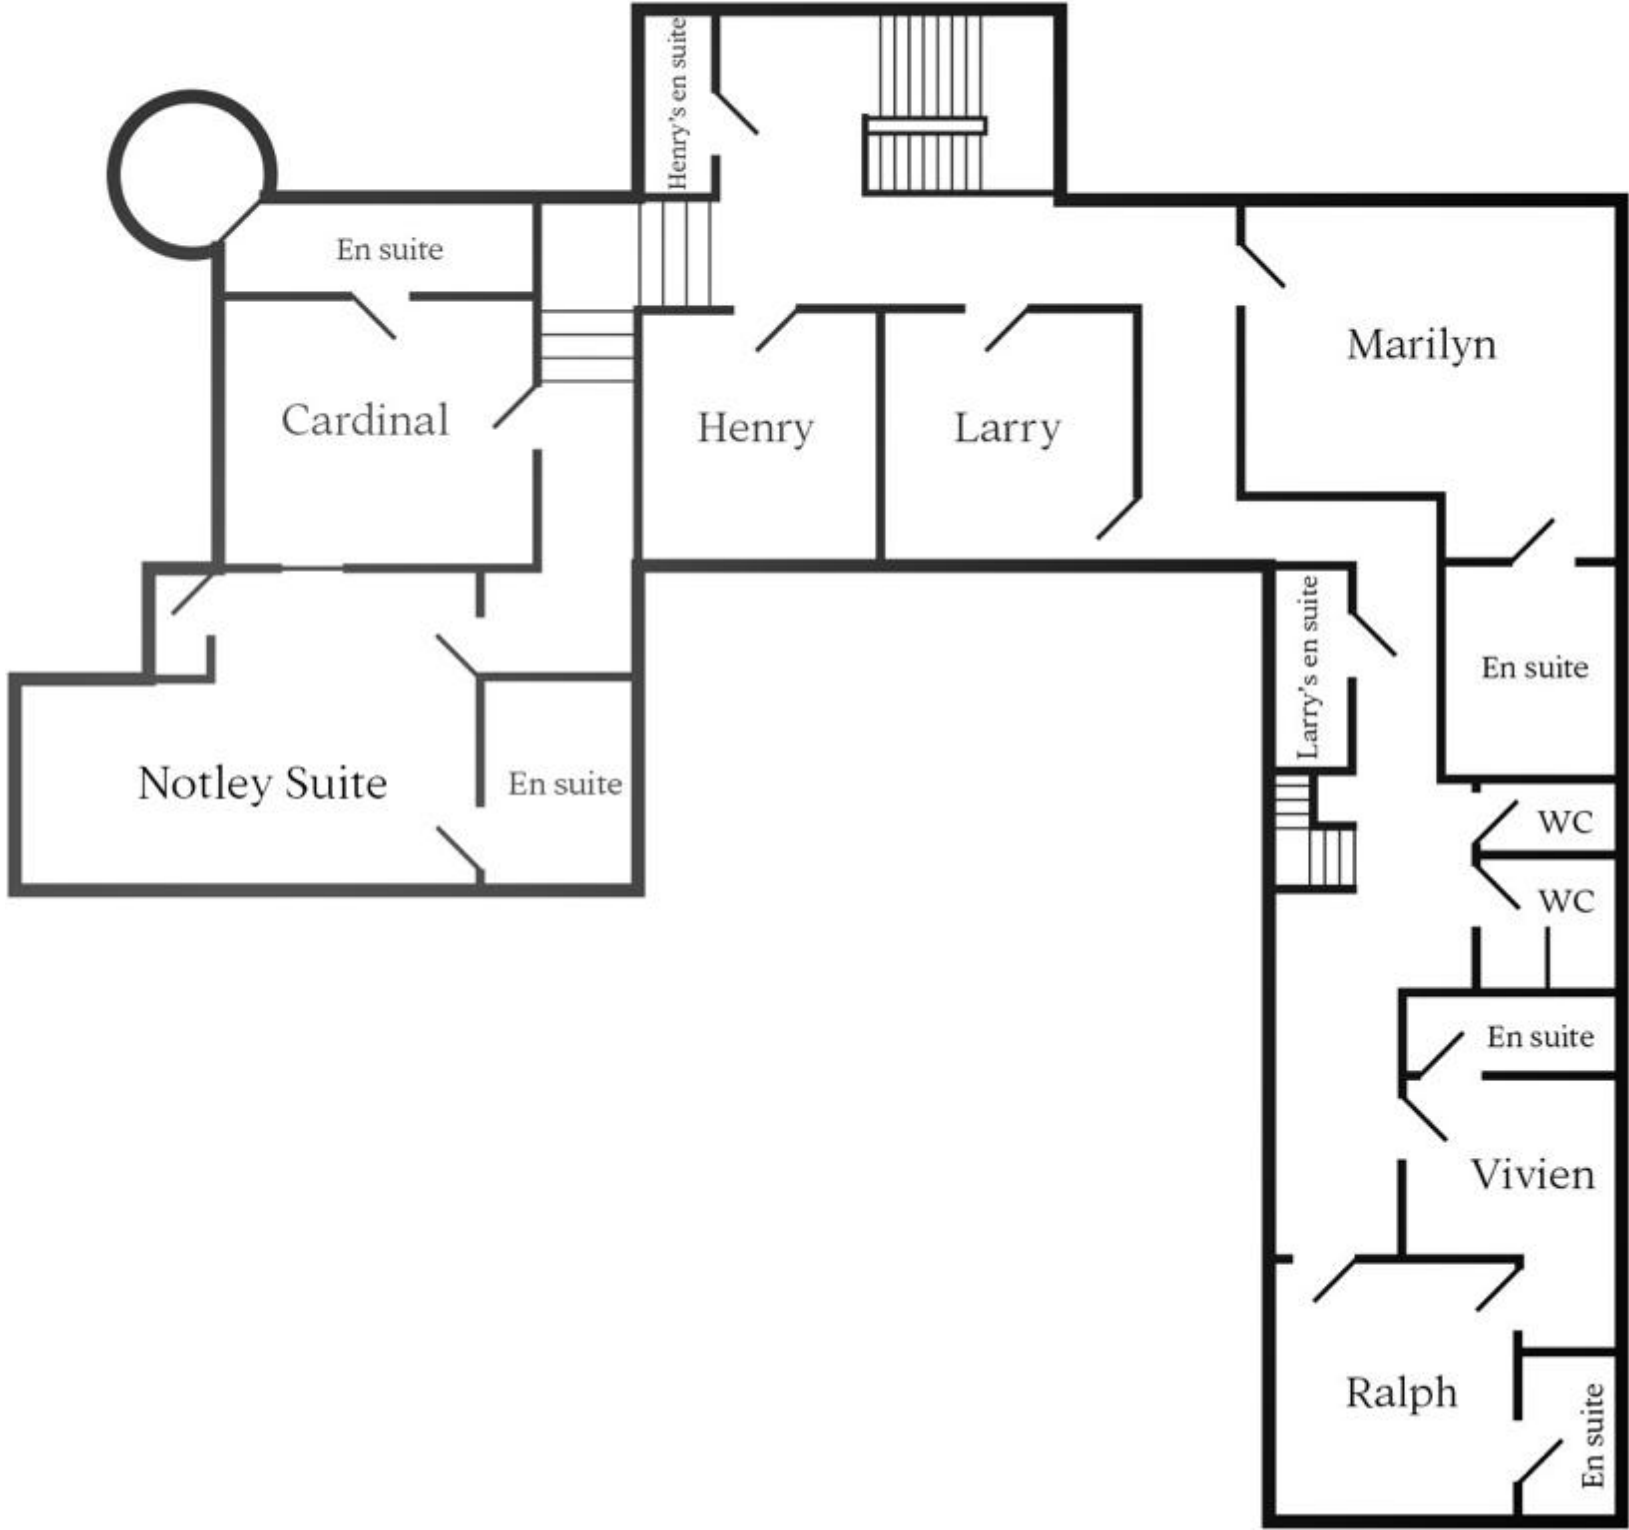 Henry's en suite
En suite
Marilyn
Cardinal
Henry
Larry
Larry's en suite
En suite
Notley Suite
En suite
WC
WC
En suite
Vivien
Ralph
En suite